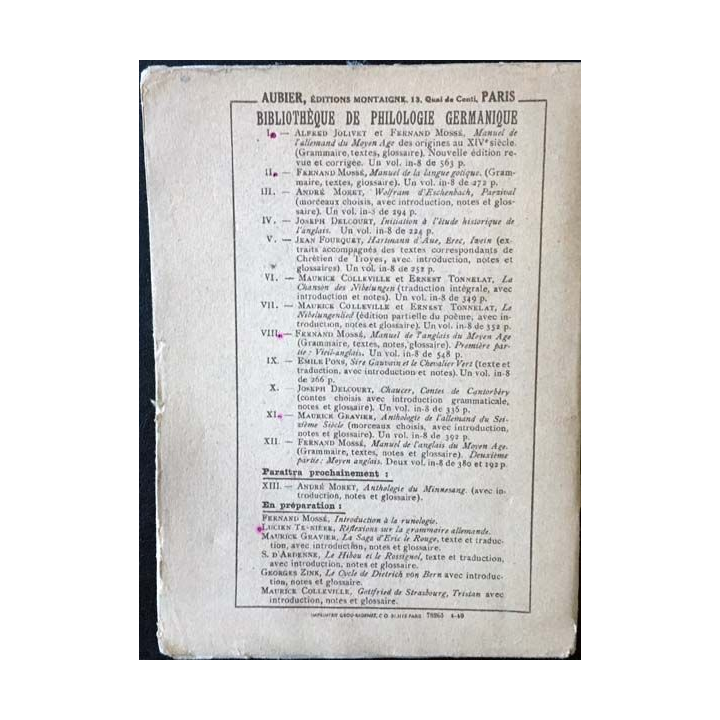 AUBIER, ÉDITIONS MONTAIGNE, 13, Quai de Conti, PARIS
BIBLIOTHÈQUE DE PHILOLOGIE GERMANIQUE
I. — ALFRED JOLIVET et FERNAND MOSSÉ, Manuel de
l'allemand du Moyen Age des origines au XIVe siècle.
(Grammaire, textes, glossaire). Nouvelle édition re-
vue et corrigée. Un vol. in-8 de 563 p.
II. — FERNAND MOSSÉ, Manuel de la langue gotique. (Gram-
maire, textes, glossaire). Un vol. in-8 de 272 p.
III. — ANDRÉ MORET, Wolfram d'Eschenbach, Parzival
(morceaux choisis, avec introduction, notes et glos-
saire). Un vol. in-8 de 294 p.
IV. — JOSEPH DELCOURT, Initiation à l'étude historique de
l'anglais. Un vol. in-8 de 224 p.
V. — JEAN FOURQUET, Hartmann d'Aue, Erec, Iwein (ex-
traits accompagnés des textes correspondants de
Chrétien de Troyes, avec introduction, notes et
glossaires). Un vol. in-8 de 252 p.
VI. — MAURICE COLLEVILLE et ERNEST TONNELAT, La
Chanson des Nibelungen (traduction intégrale, avec
introduction et notes). Un vol. in-8 de 349 p.
VII. — MAURICE COLLEVILLE et ERNEST TONNELAT, La
Nibelungenlied (édition partielle du poème, avec in-
troduction, notes et glossaire). Un vol. in-8 de 352 p.
VIII. — FERNAND MOSSÉ, Manuel de l'anglais du Moyen Age
(Grammaire, textes, notes, glossaire). Première par-
tie : Vieil-anglais. Un vol. in-8 de 548 p.
IX. — ÉMILE PONS, Sire Gauvain et le Chevalier Vert (texte et
traduction, avec introduction et notes). Un vol. in-8
de 266 p.
X. — JOSEPH DELCOURT, Chaucer, Contes de Cantorbéry
(contes choisis avec introduction grammaticale,
notes et glossaire). Un vol. in-8 de 336 p.
XI. — MAURICE GRAVIER, Anthologie de l'allemand du Sei-
zième Siècle (morceaux choisis, avec introduction,
notes et glossaire). Un vol. in-8 de 392 p.
XII. — FERNAND MOSSÉ, Manuel de l'anglais du Moyen Age.
(Grammaire, textes, notes et glossaire). Deuxième
partie : Moyen anglais. Deux vol. in-8 de 380 et 192 p.
Paraîtra prochainement :
XIII. — ANDRÉ MORET, Anthologie du Minnesang. (avec in-
troduction, notes et glossaire).
En préparation :
FERNAND MOSSÉ, Introduction à la runologie.
LUCIEN TESNIÈRE, Réflexions sur la grammaire allemande.
MAURICE GRAVIER, La Saga d'Eric le Rouge, texte et traduc-
tion, avec introduction, notes et glossaire.
S. D'ARDENNE, Le Hibou et le Rossignol, texte et traduction,
avec introduction, notes et glossaire.
GEORGES ZINK, Le Cycle de Dietrich von Bern avec introduc-
tion, notes et glossaire.
MAURICE COLLEVILLE, Gottfried de Strasbourg, Tristan avec
introduction, notes et glossaire.
IMPRIMERIE PARIS 4-49